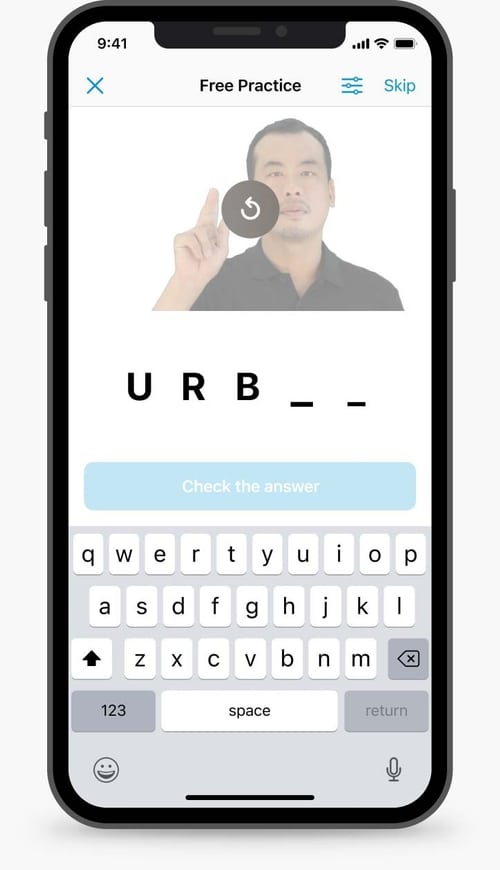 9:41
Free Practice Skip
U R B _ _
Check the answer
q w e r t y u i o p
a s d f g h j k l
z x c v b n m
123 space return